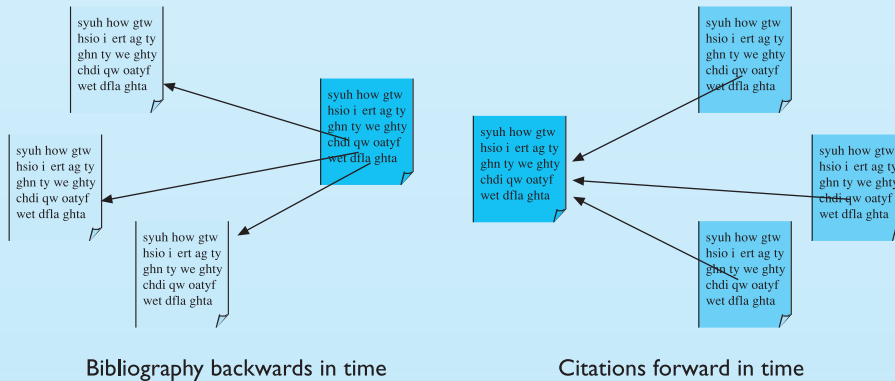 syuh how gtw
hsio i ert ag ty
ghn ty we ghty
chdi qw oatyf
wet dfla ghta
syuh how gtw
hsio i ert ag ty
ghn ty we ghty
chdi qw oatyf
wet dfla ghta
syuh how gtw
hsio i ert ag ty
ghn ty we ghty
chdi qw oatyf
wet dfla ghta
syuh how gtw
hsio i ert ag ty
ghn ty we ghty
chdi qw oatyf
wet dfla ghta
Bibliography backwards in time
syuh how gtw
hsio i ert ag ty
ghn ty we ghty
chdi qw oatyf
wet dfla ghta
syuh how gtw
hsio i ert ag ty
ghn ty we ghty
chdi qw oatyf
wet dfla ghta
syuh how gtw
hsio i ert ag ty
ghn ty we ghty
chdi qw oatyf
wet dfla ghta
syuh how gtw
hsio i ert ag ty
ghn ty we ghty
chdi qw oatyf
wet dfla ghta
Citations forward in time